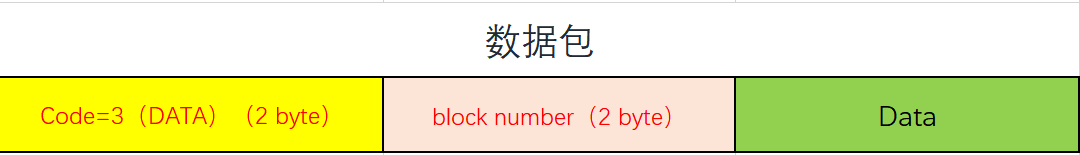 数据包
Code=3（DATA）（2 byte）
block number（2 byte）
Data